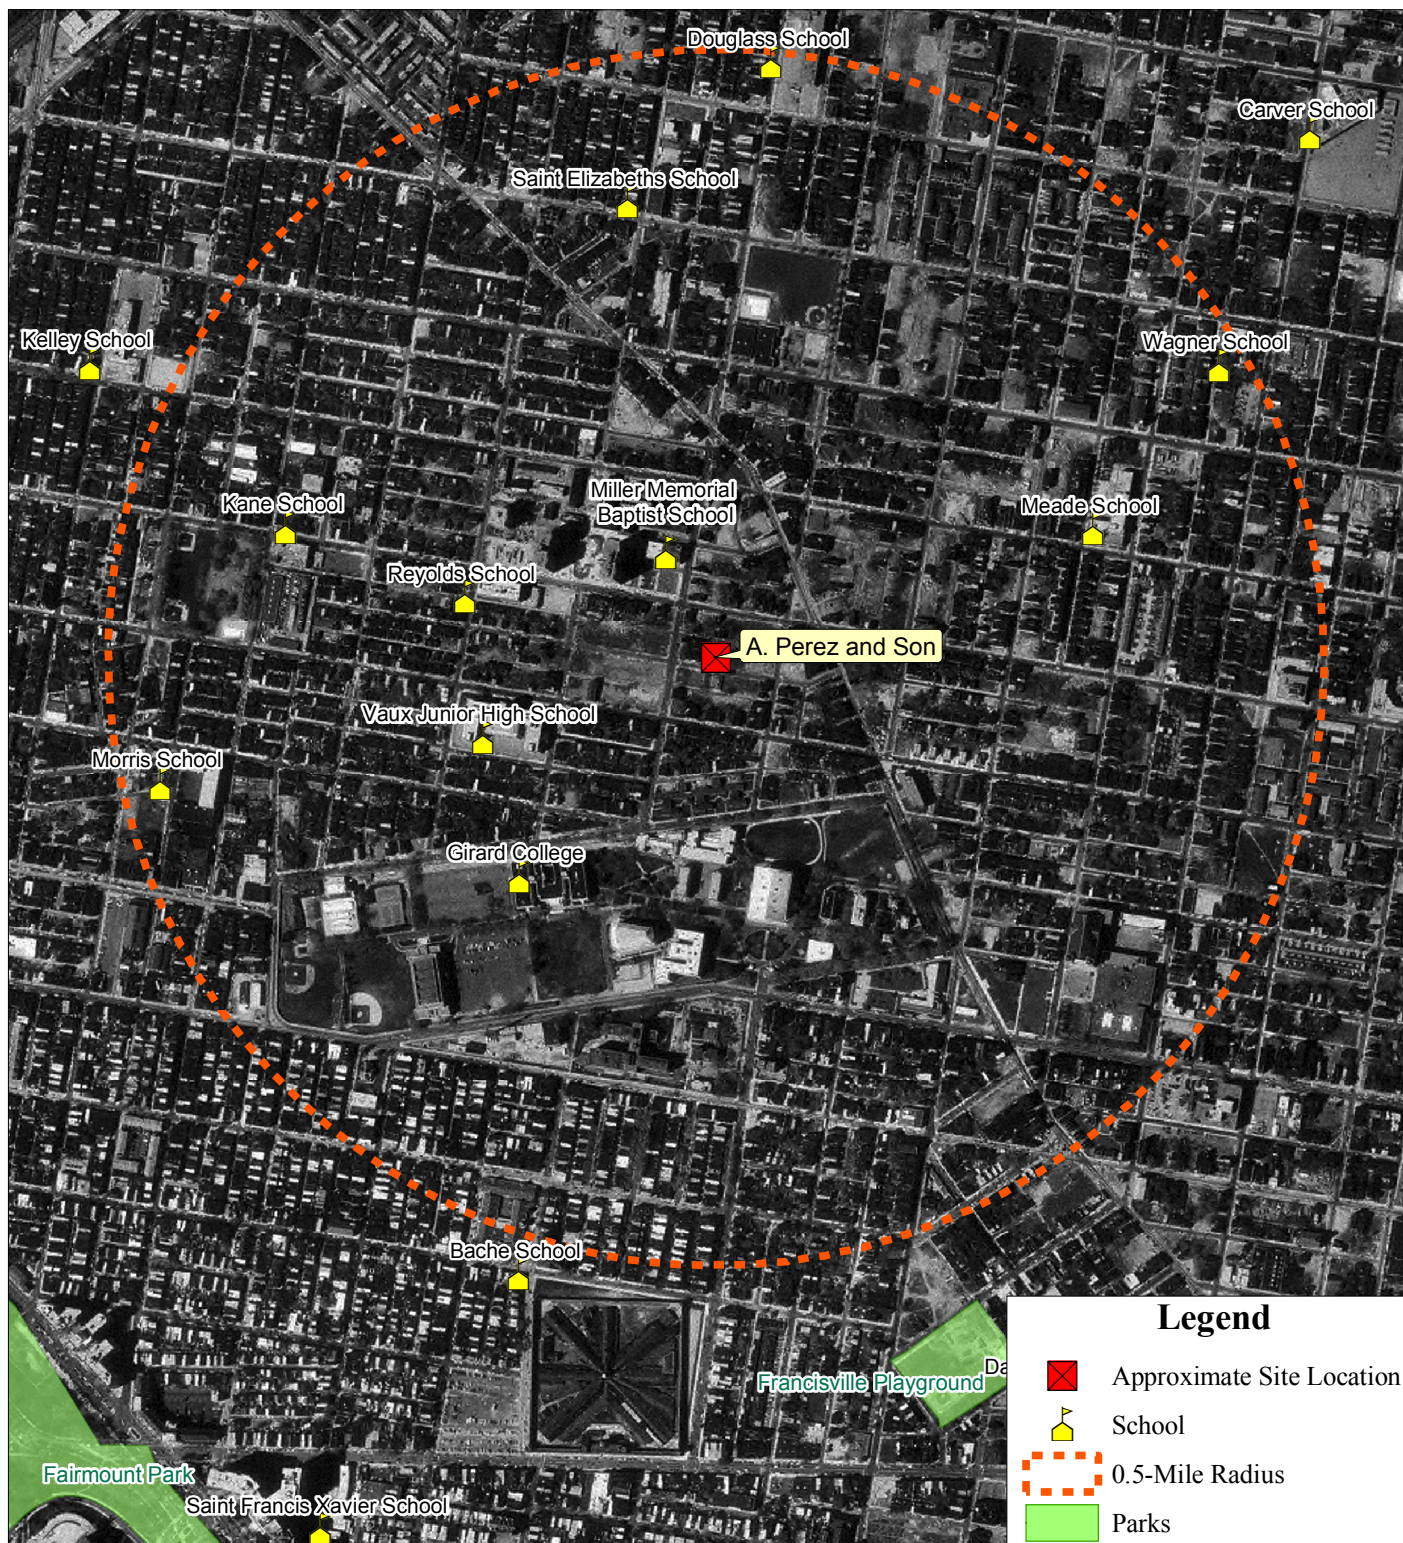 Douglass School
Carver School
Saint Elizabeths School
Kelley School
Wagner School
Kane School
Miller Memorial
Baptist School
Meade School
Reyolds School
A. Perez and Son
Vaux Junior High School
Morris School
Girard College
Bache School
Legend
Approximate Site Location
School
0.5-Mile Radius
Parks
Da
Francisville Playground
Fairmount Park
Saint Francis Xavier School